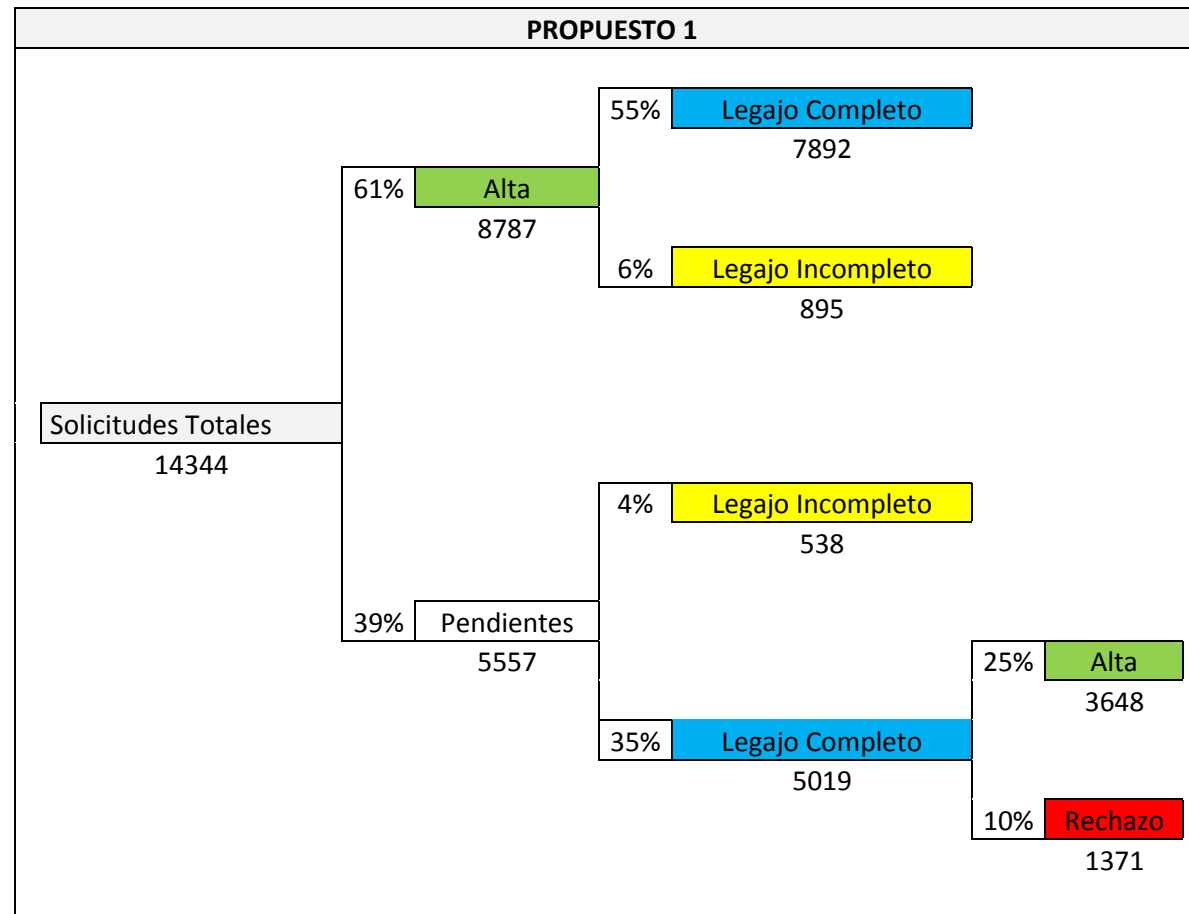 PROPUESTO 1
55% Legajo Completo
7892
61% Alta
8787
6% Legajo Incompleto
895
Solicitudes Totales
14344
4% Legajo Incompleto
538
39% Pendientes
5557
25% Alta
3648
35% Legajo Completo
5019
10% Rechazo
1371